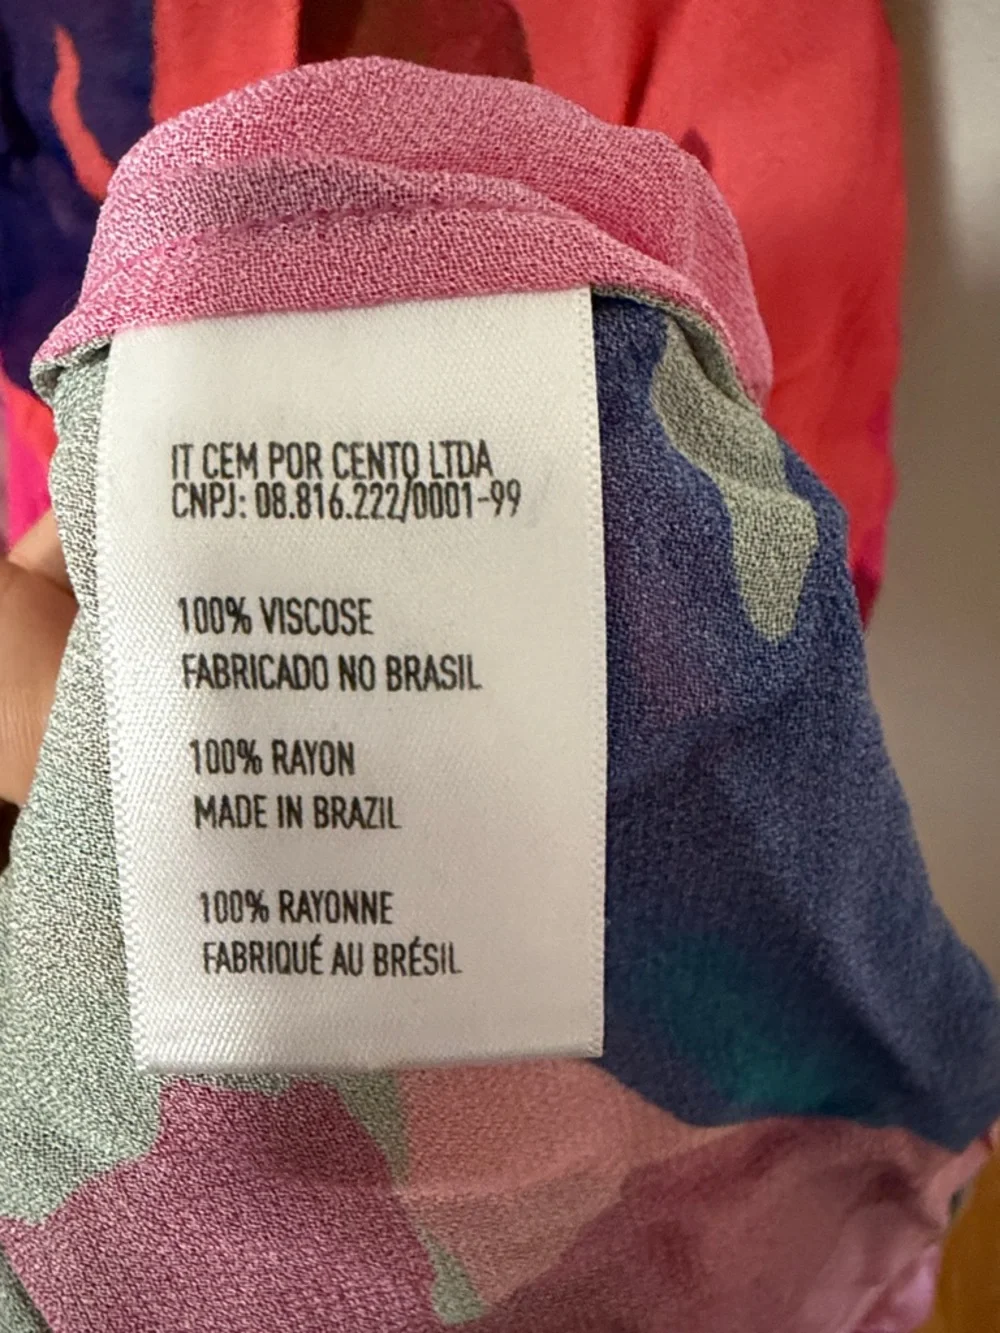 IT CEM POR CENTO LTDA
CNPJ: 08.816.222/0001-99
100% VISCOSE
FABRICADO NO BRASIL
100% RAYON
MADE IN BRAZIL
100% RAYONNE
FABRIQUÉ AU BRÉSIL